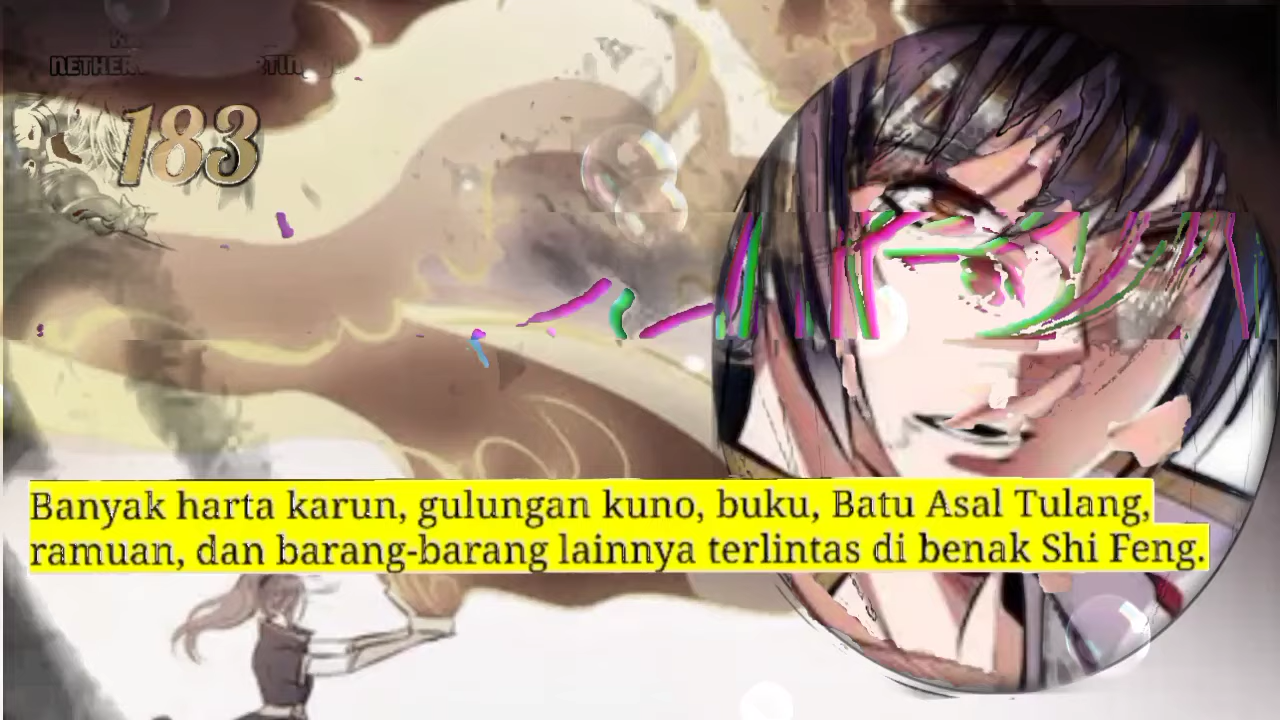 183
Banyak harta karun, gulungan kuno, buku, Batu Asal Tulang,
ramuan, dan barang-barang lainnya terlintas di benak Shi Feng.